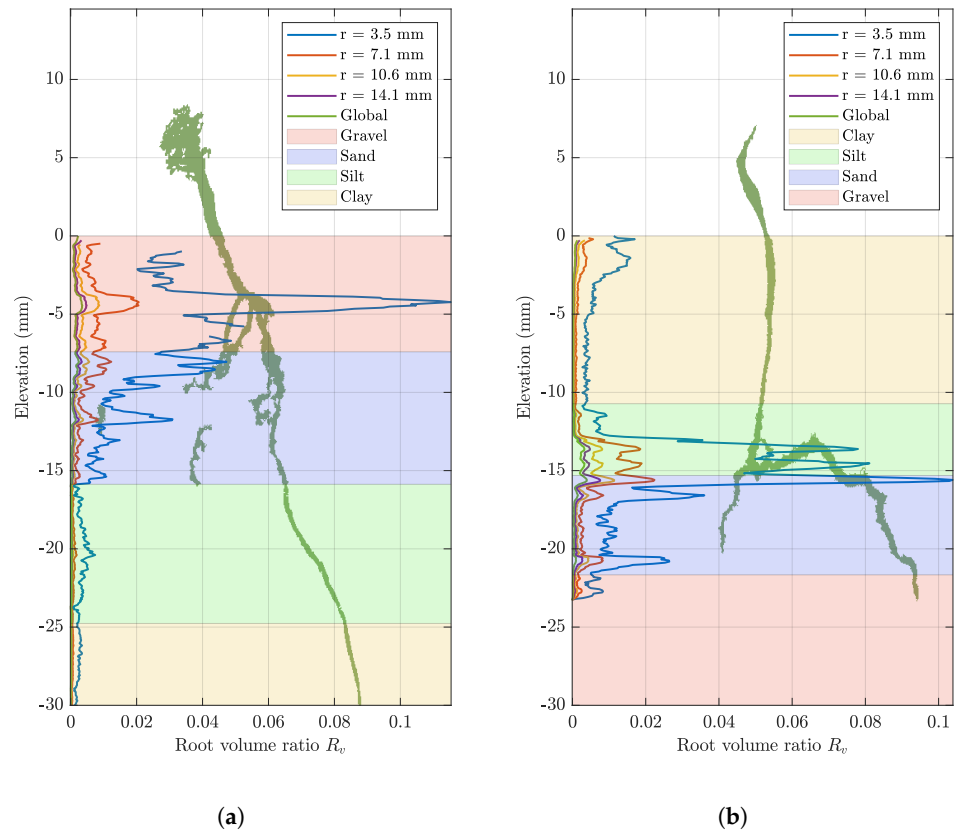 r = 3.5 mm
r = 7.1 mm
r = 10.6 mm
r = 14.1 mm
Global
Gravel
Sand
Silt
Clay
10
5
0
-5
-10
-15
-20
-25
-30
Elevation (mm)
0
0.02
0.04
0.06
0.08
0.1
Root volume ratio Rv
(a)
r = 3.5 mm
r = 7.1 mm
r = 10.6 mm
r = 14.1 mm
Global
Clay
Silt
Sand
Gravel
10
5
0
-5
-10
-15
-20
-25
-30
Elevation (mm)
0
0.02
0.04
0.06
0.08
0.1
Root volume ratio Rv
(b)